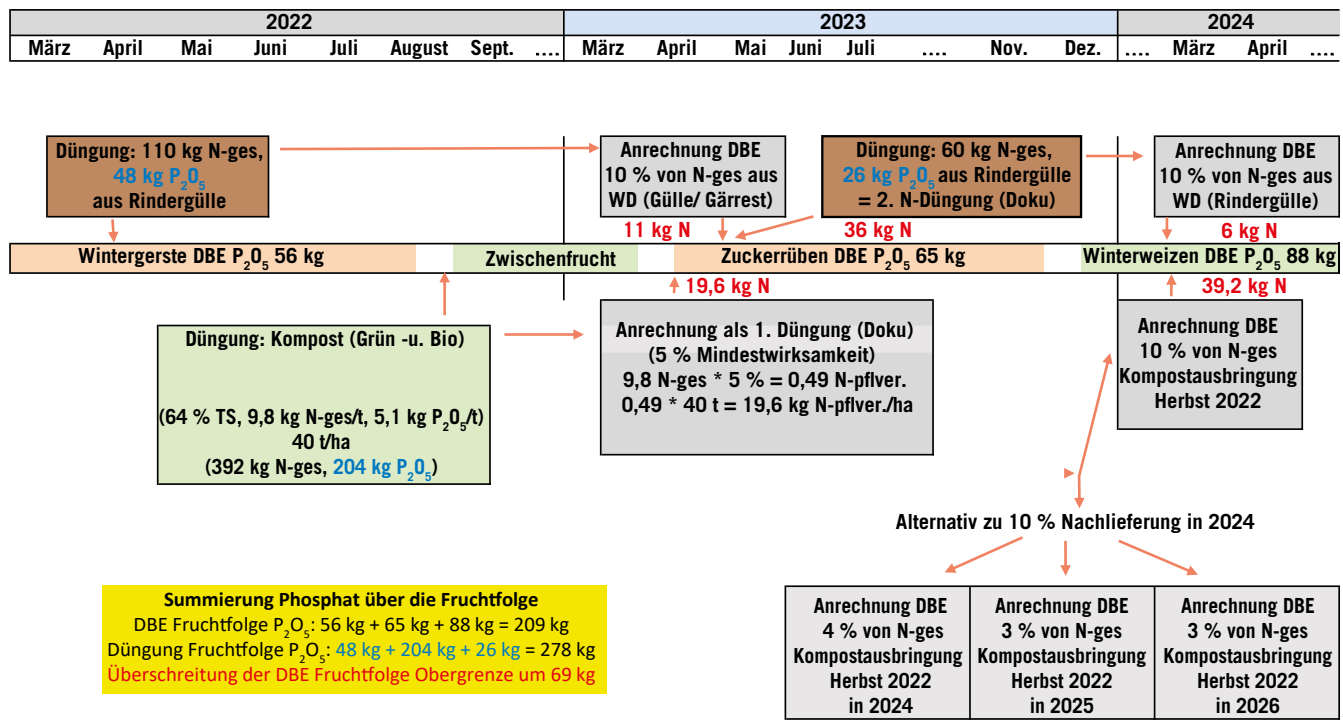 2022 2023 2024
März April Mai Juni Juli August Sept. .... März April Mai Juni Juli .... Nov. Dez. .... März April ....
Düngung: 110 kg N-ges,
48 kg P₂O₅
aus Rindergülle
Anrechnung DBE
10 % von N-ges aus
WD (Gülle/ Gärrest)
11 kg N
Düngung: 60 kg N-ges,
26 kg P₂O₅ aus Rindergülle
= 2. N-Düngung (Doku)
36 kg N
Anrechnung DBE
10 % von N-ges aus
WD (Rindergülle)
6 kg N
Wintergerste DBE P₂O₅ 56 kg
Zwischenfrucht
Zuckerrüben DBE P₂O₅ 65 kg
Winterweizen DBE P₂O₅ 88 kg
19,6 kg N
39,2 kg N
Düngung: Kompost (Grün -u. Bio)
(64 % TS, 9,8 kg N-ges/t, 5,1 kg P₂O₅/t)
40 t/ha
(392 kg N-ges, 204 kg P₂O₅)
Anrechnung als 1. Düngung (Doku)
(5 % Mindestwirksamkeit)
9,8 N-ges * 5 % = 0,49 N-pflver.
0,49 * 40 t = 19,6 kg N-pflver./ha
Anrechnung DBE
10 % von N-ges
Kompostausbringung
Herbst 2022
Alternativ zu 10 % Nachlieferung in 2024
Summierung Phosphat über die Fruchtfolge
DBE Fruchtfolge P₂O₅: 56 kg + 65 kg + 88 kg = 209 kg
Düngung Fruchtfolge P₂O₅: 48 kg + 204 kg + 26 kg = 278 kg
Überschreitung der DBE Fruchtfolge Obergrenze um 69 kg
Anrechnung DBE
4 % von N-ges
Kompostausbringung
Herbst 2022
in 2024
Anrechnung DBE
3 % von N-ges
Kompostausbringung
Herbst 2022
in 2025
Anrechnung DBE
3 % von N-ges
Kompostausbringung
Herbst 2022
in 2026